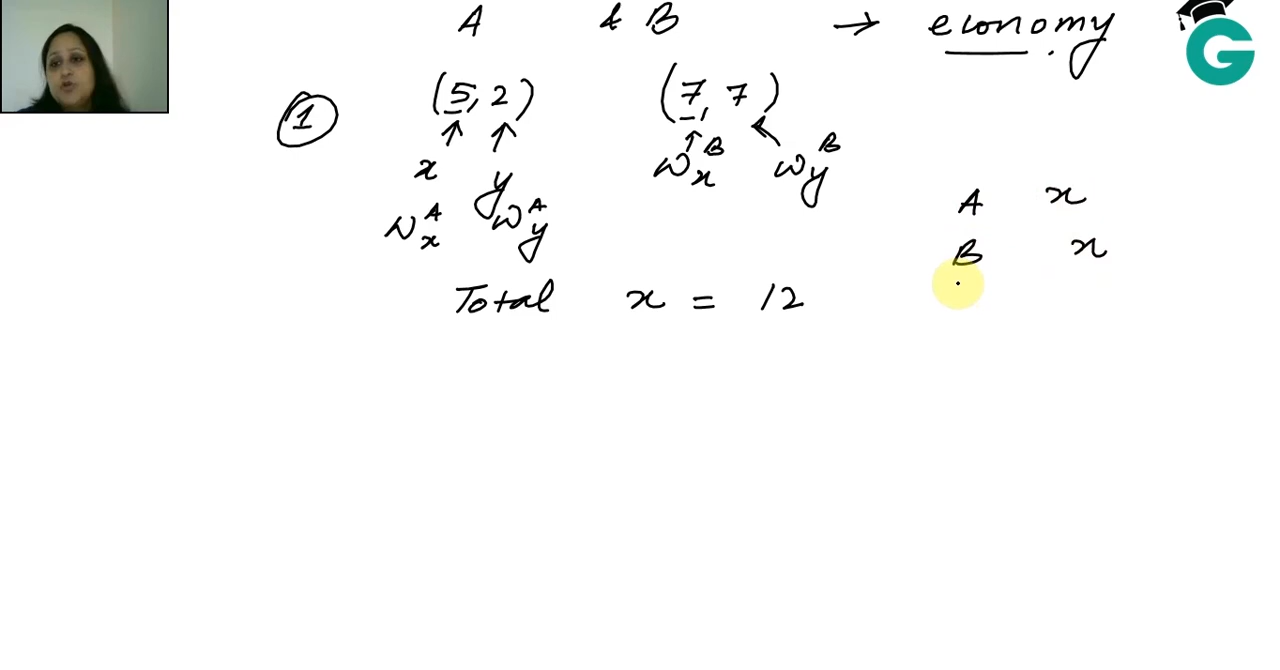 A & B → economy
① (5, 2) (7, 7)
↑ ↑ ↑
x y ω_x^B ω_y^B
ω_x^A ω_y^A
A x
B x
Total x = 12
G